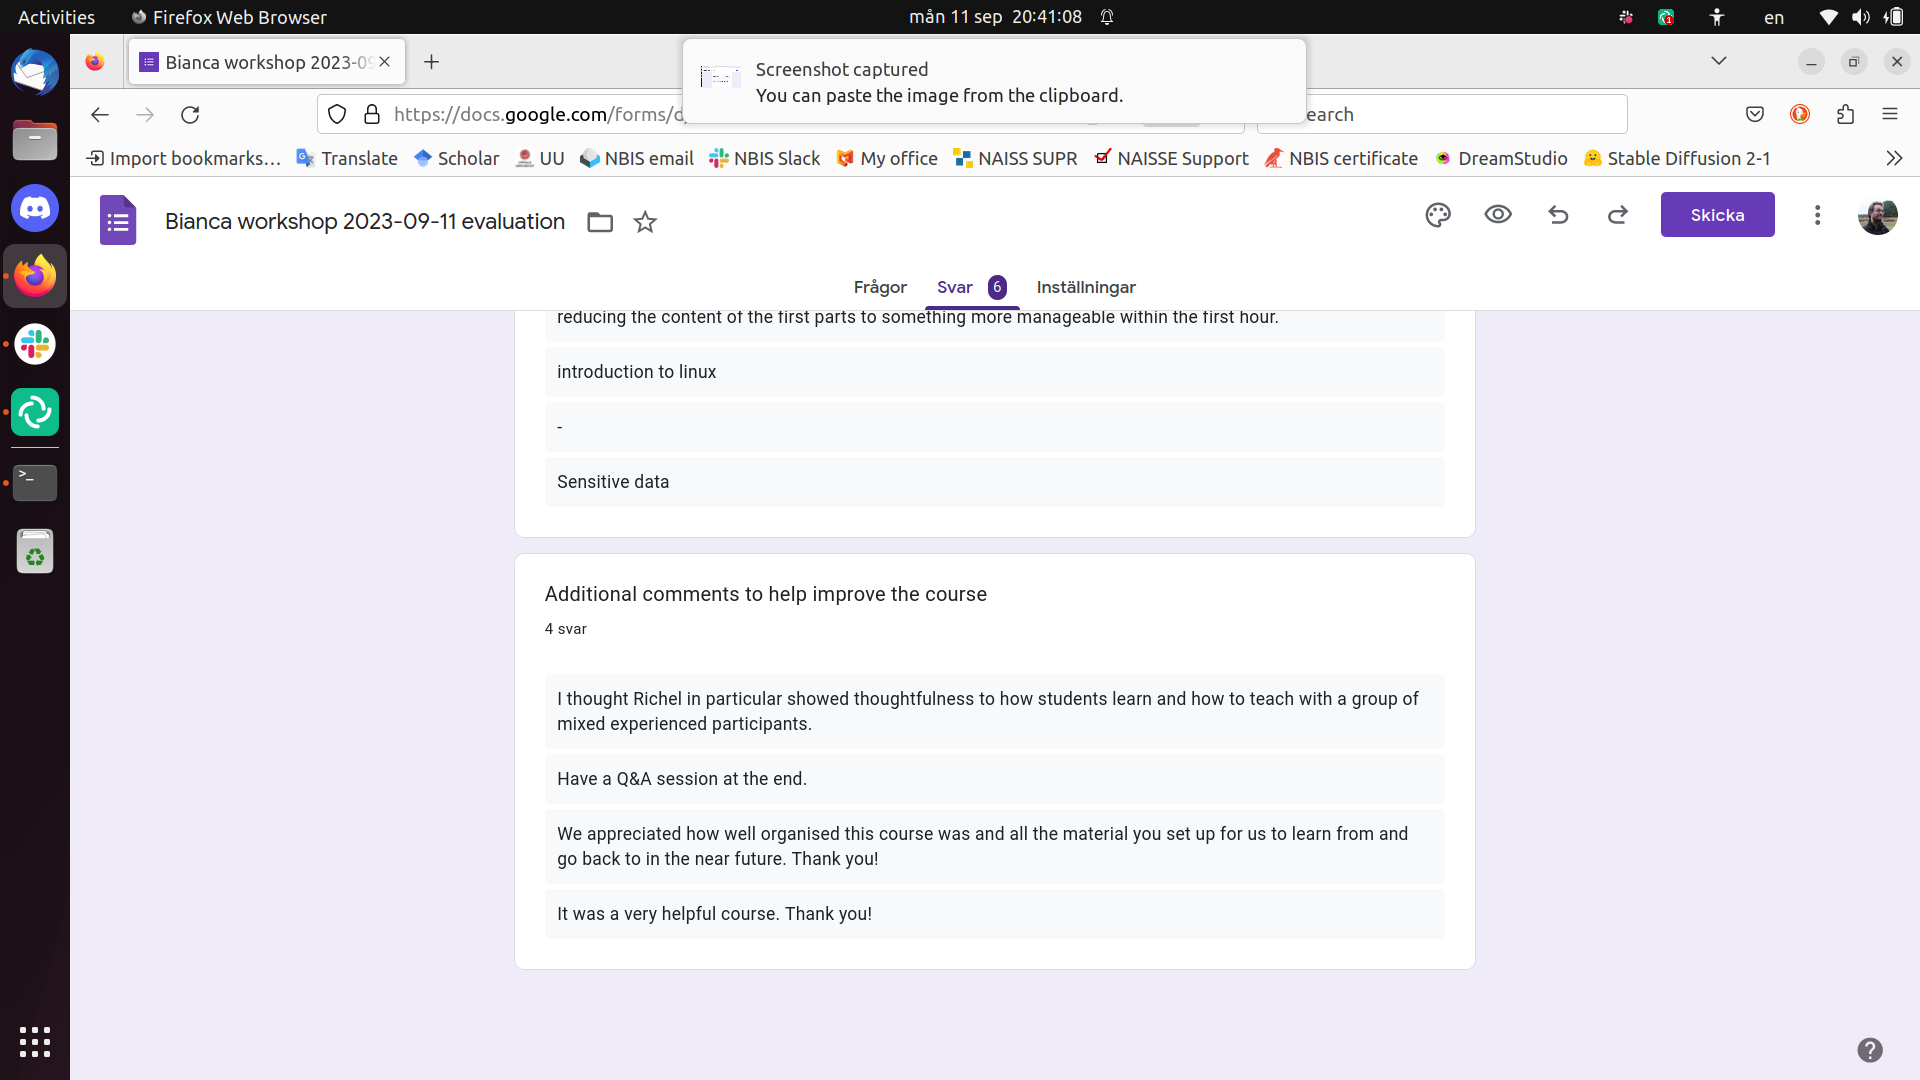 Activities
Firefox Web Browser
mån 11 sep 20:41:08
1
en
Bianca workshop 2023-09
Screenshot captured
You can paste the image from the clipboard.
https://docs.google.com/forms/d
earch
Import bookmarks…
Translate
Scholar
UU
NBIS email
NBIS Slack
My office
NAISS SUPR
NAISSE Support
NBIS certificate
DreamStudio
Stable Diffusion 2-1
Bianca workshop 2023-09-11 evaluation
Skicka
Frågor
Svar 6
Inställningar
reducing the content of the first parts to something more manageable within the first hour.
introduction to linux
-
Sensitive data
Additional comments to help improve the course
4 svar
I thought Richel in particular showed thoughtfulness to how students learn and how to teach with a group of
mixed experienced participants.
Have a Q&A session at the end.
We appreciated how well organised this course was and all the material you set up for us to learn from and
go back to in the near future. Thank you!
It was a very helpful course. Thank you!